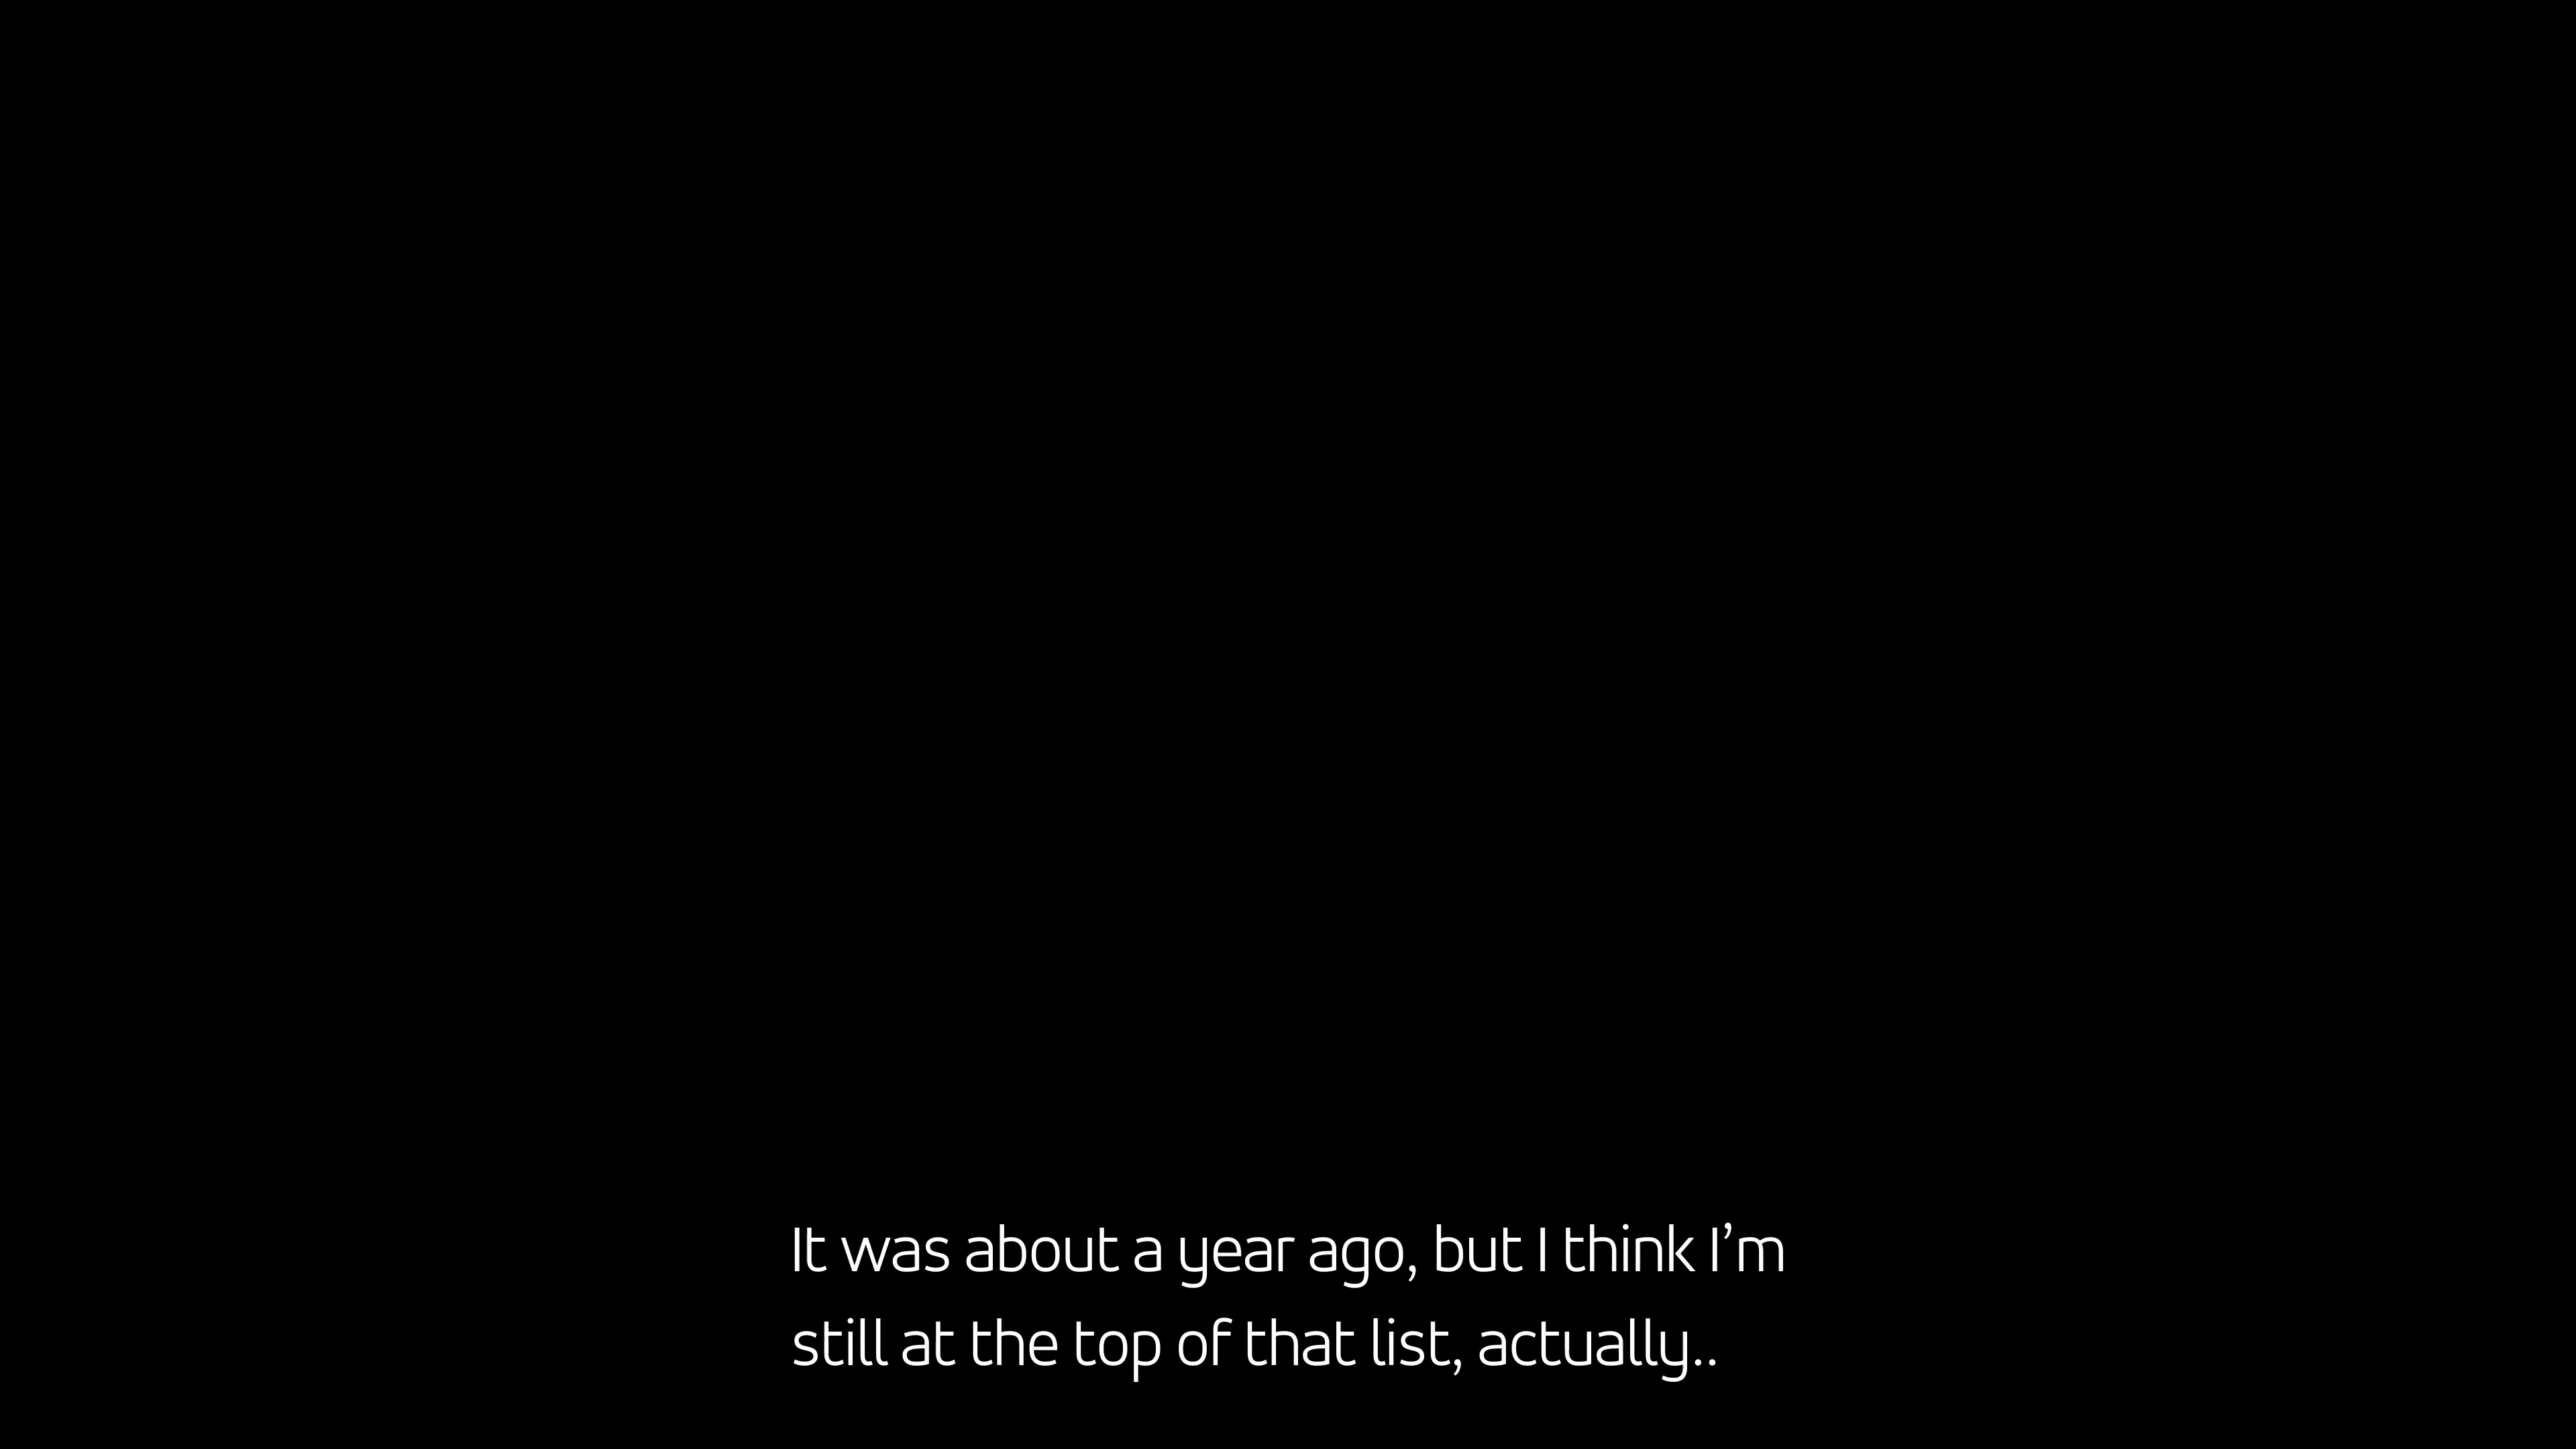 It was about a year ago, but I think I’m
still at the top of that list, actually..